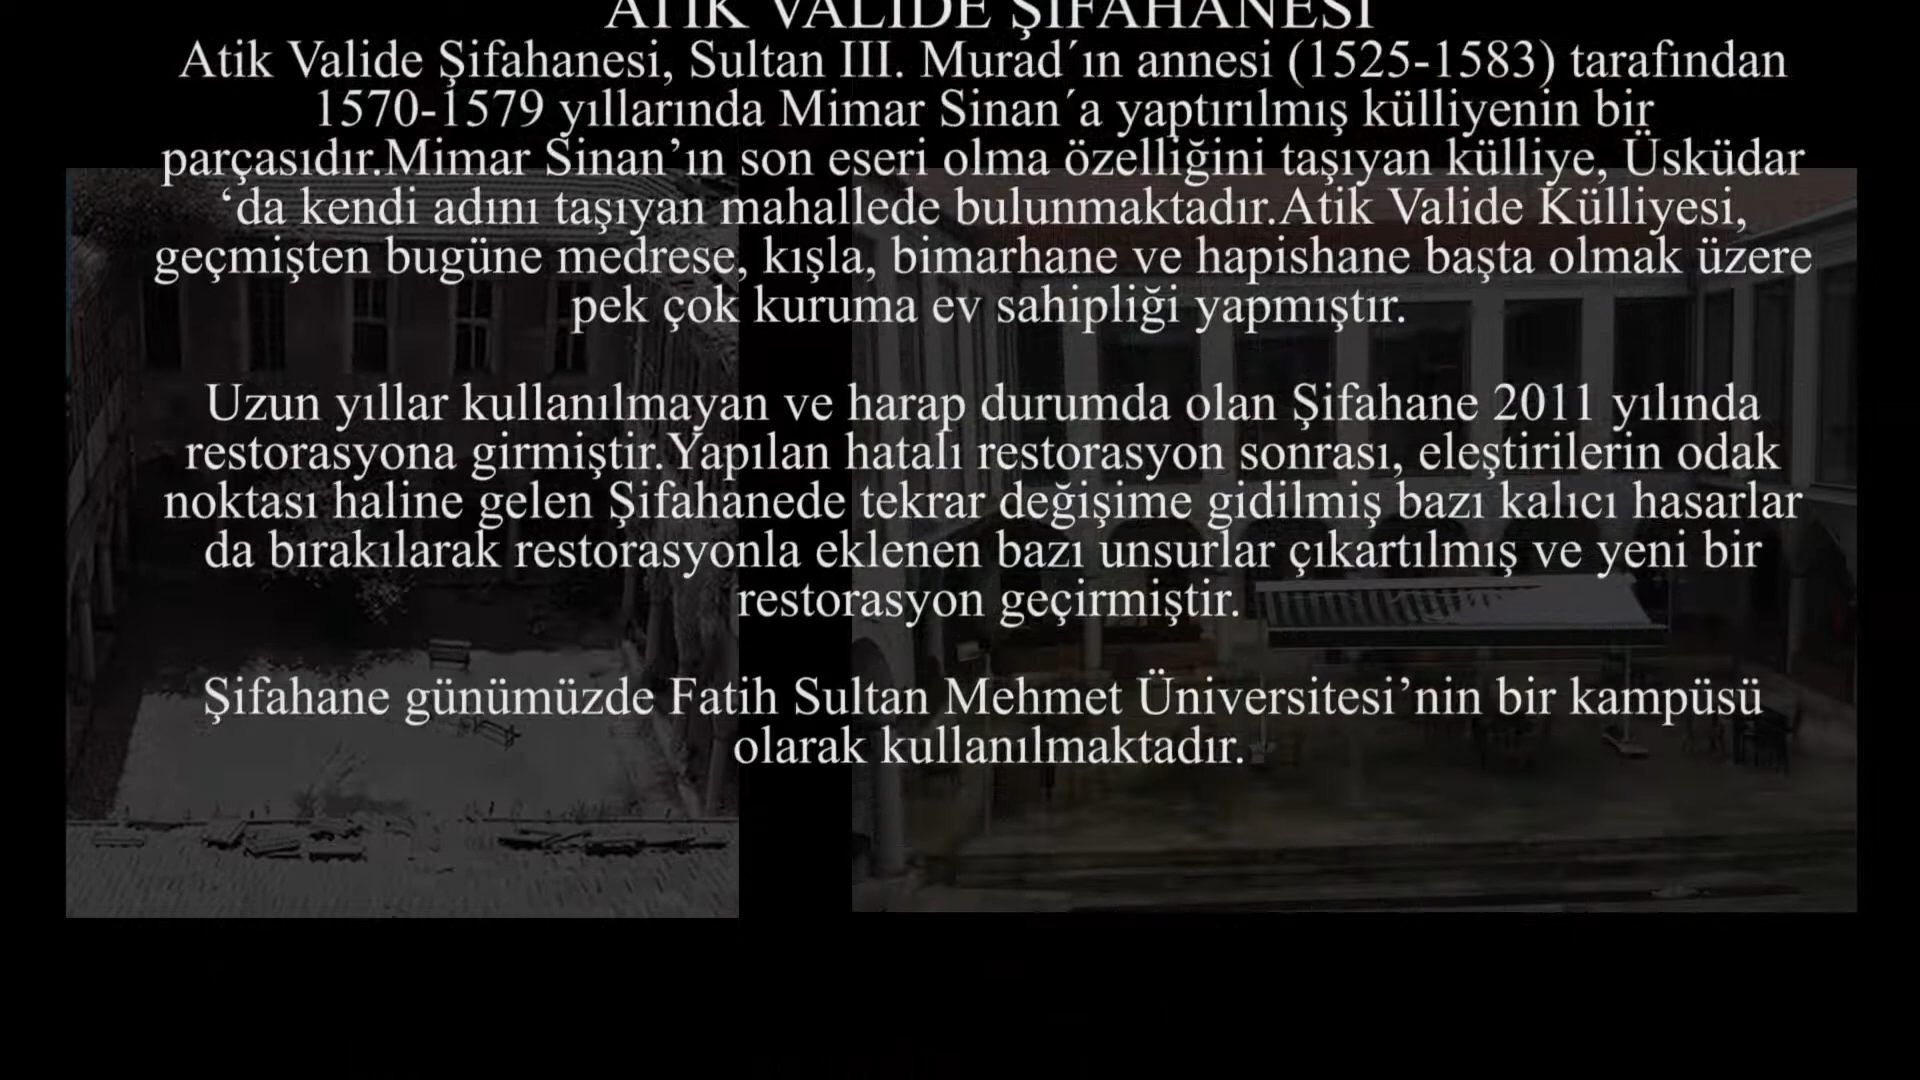 ATİK VALİDE ŞİFAHANESİ
Atik Valide Şifahanesi, Sultan III. Murad´ın annesi (1525-1583) tarafından
1570-1579 yıllarında Mimar Sinan´a yaptırılmış külliyenin bir
parçasıdır.Mimar Sinan’ın son eseri olma özelliğini taşıyan külliye, Üsküdar
‘da kendi adını taşıyan mahallede bulunmaktadır.Atik Valide Külliyesi,
geçmişten bugüne medrese, kışla, bimarhane ve hapishane başta olmak üzere
pek çok kuruma ev sahipliği yapmıştır.
Uzun yıllar kullanılmayan ve harap durumda olan Şifahane 2011 yılında
restorasyona girmiştir.Yapılan hatalı restorasyon sonrası, eleştirilerin odak
noktası haline gelen Şifahanede tekrar değişime gidilmiş bazı kalıcı hasarlar
da bırakılarak restorasyonla eklenen bazı unsurlar çıkartılmış ve yeni bir
restorasyon geçirmiştir.
Şifahane günümüzde Fatih Sultan Mehmet Üniversitesi’nin bir kampüsü
olarak kullanılmaktadır.